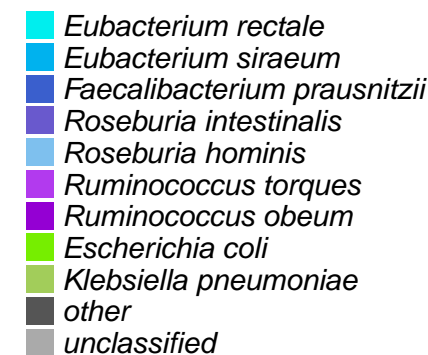 Eubacterium rectale
Eubacterium siraeum
Faecalibacterium prausnitzii
Roseburia intestinalis
Roseburia hominis
Ruminococcus torques
Ruminococcus obeum
Escherichia coli
Klebsiella pneumoniae
other
unclassified